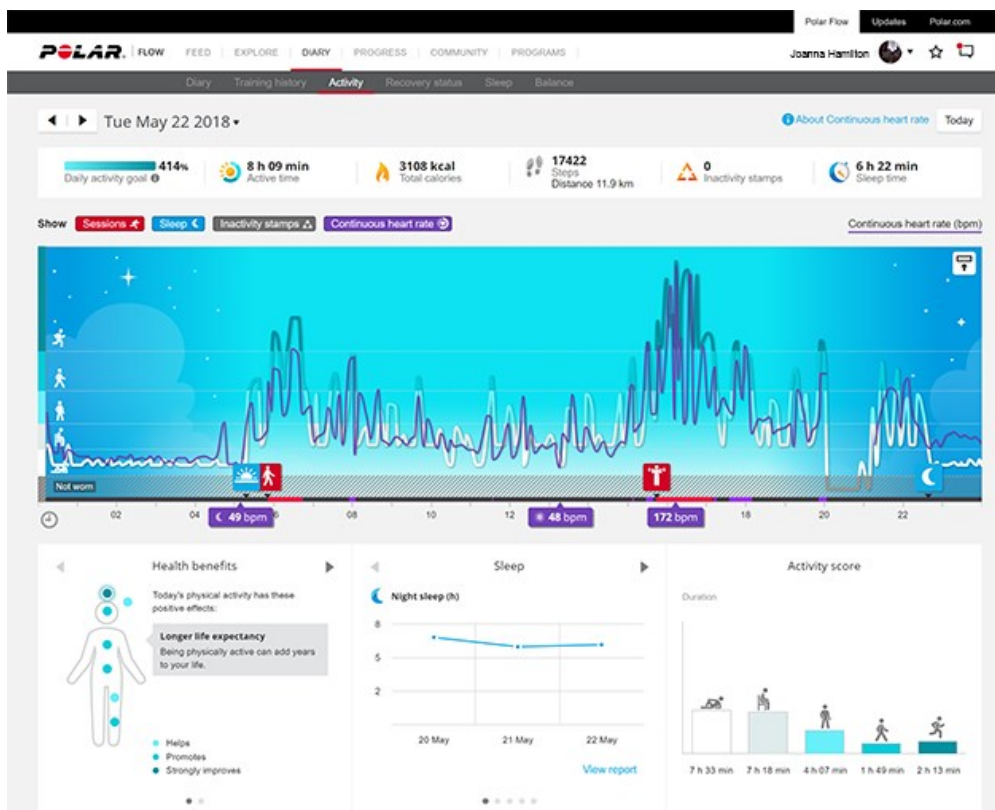 Polar Flow Updates Polar.com
POLAR. FLOW FEED EXPLORE DIARY PROGRESS COMMUNITY PROGRAMS Joanna Hamilton
Diary Training history Activity Recovery status Sleep Balance
Tue May 22 2018 About Continuous heart rate Today
414% 8 h 09 min 3108 kcal 17422 0 6 h 22 min
Daily activity goal Active time Total calories Steps Inactivity stamps Sleep time
Distance 11.9 km
Show Sessions Sleep Inactivity stamps Continuous heart rate Continuous heart rate (bpm)
Not worn
02 04 6 08 10 12 18 20 22
49 bpm 48 bpm 172 bpm
Health benefits Sleep Activity score
Today's physical activity has these
positive effects:
Longer life expectancy
Being physically active can add years
to your life.
Helps
Promotes
Strongly improves
Night sleep (h)
8
5
2
20 May 21 May 22 May
View report
Duration
7 h 33 min 7 h 18 min 4 h 07 min 1 h 49 min 2 h 13 min